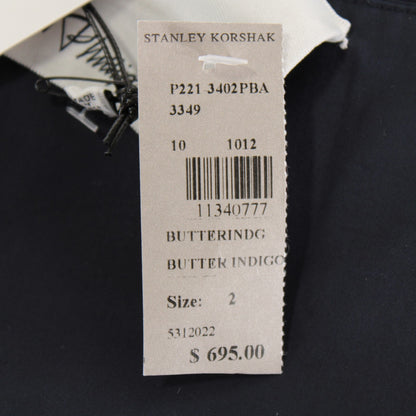 STANLEY KORSHAK
P221 3402PBA
3349
10 1012
11340777
BUTTERINDG
BUTTER INDIGO
Size: 2
5312022
$ 695.00